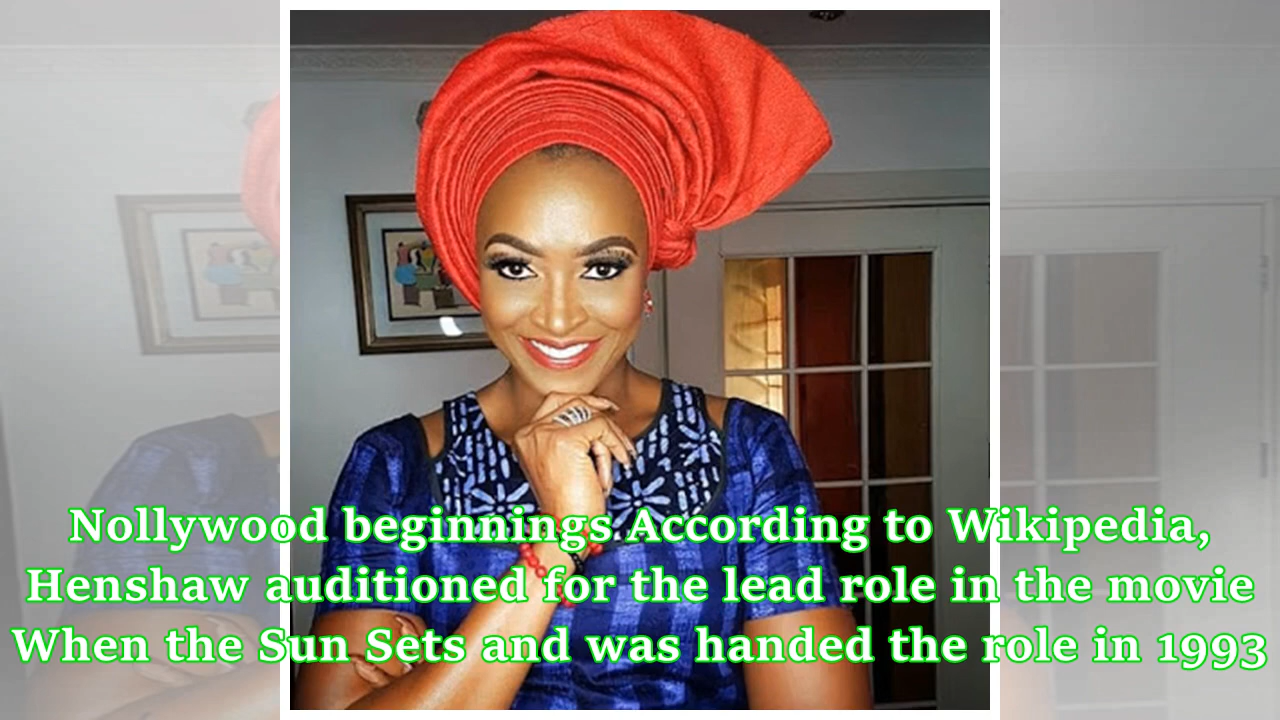 Nollywood beginnings According to Wikipedia,
Henshaw auditioned for the lead role in the movie
When the Sun Sets and was handed the role in 1993